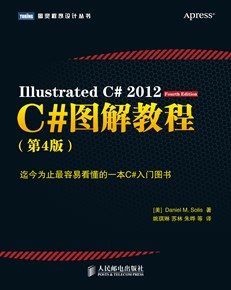 图灵程序设计丛书
Apress®
Illustrated C# 2012 Fourth Edition
C#图解教程
（第4版）
迄今为止最容易看懂的一本C#入门图书
[美] Daniel M. Solis 著
姚琪琳 苏林 朱晔 等 译
人民邮电出版社
POSTS & TELECOM PRESS